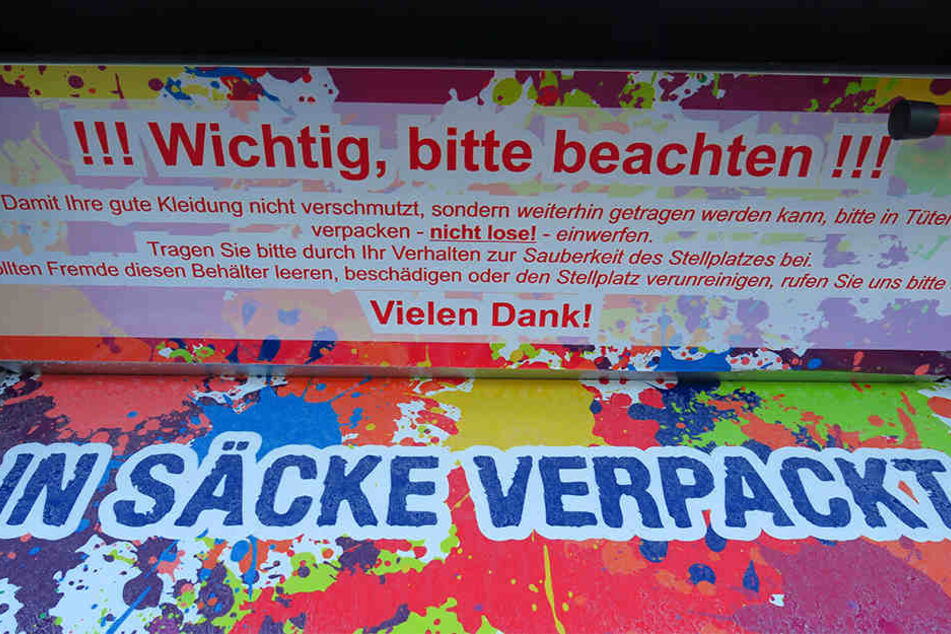 !!! Wichtig, bitte beachten !!!
Damit Ihre gute Kleidung nicht verschmutzt, sondern weiterhin getragen werden kann, bitte in Tüte
verpacken - nicht lose! - einwerfen.
Tragen Sie bitte durch Ihr Verhalten zur Sauberkeit des Stellplatzes bei.
ollten Fremde diesen Behälter leeren, beschädigen oder den Stellplatz verunreinigen, rufen Sie uns bitte
Vielen Dank!
IN SÄCKE VERPACKT